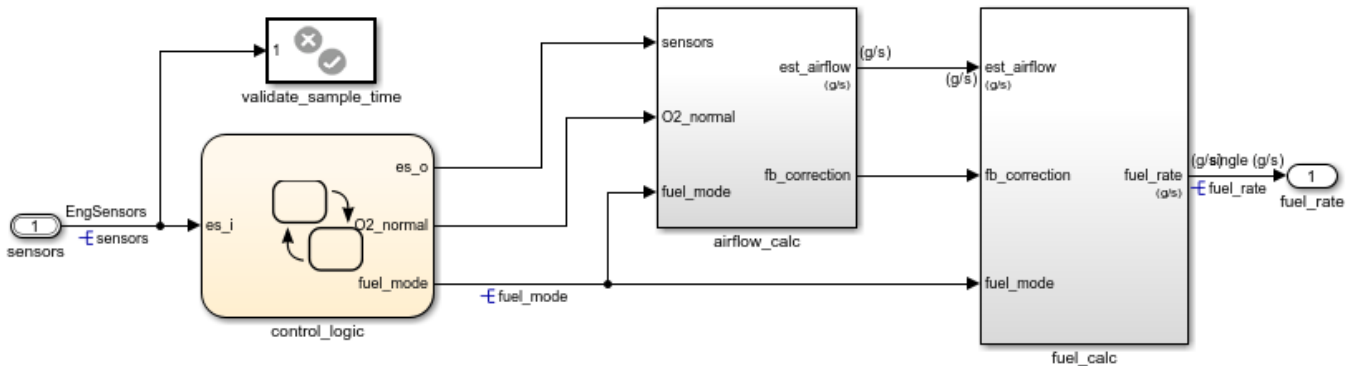 1
validate_sample_time
1
sensors
EngSensors
sensors
es_i
es_o
O2_normal
fuel_mode
control_logic
fuel_mode
sensors
O2_normal
fuel_mode
est_airflow
(g/s)
fb_correction
airflow_calc
(g/s)
(g/s)
est_airflow
(g/s)
fb_correction
fuel_mode
fuel_rate
(g/s)
fuel_calc
(g/s)
single (g/s)
fuel_rate
1
fuel_rate